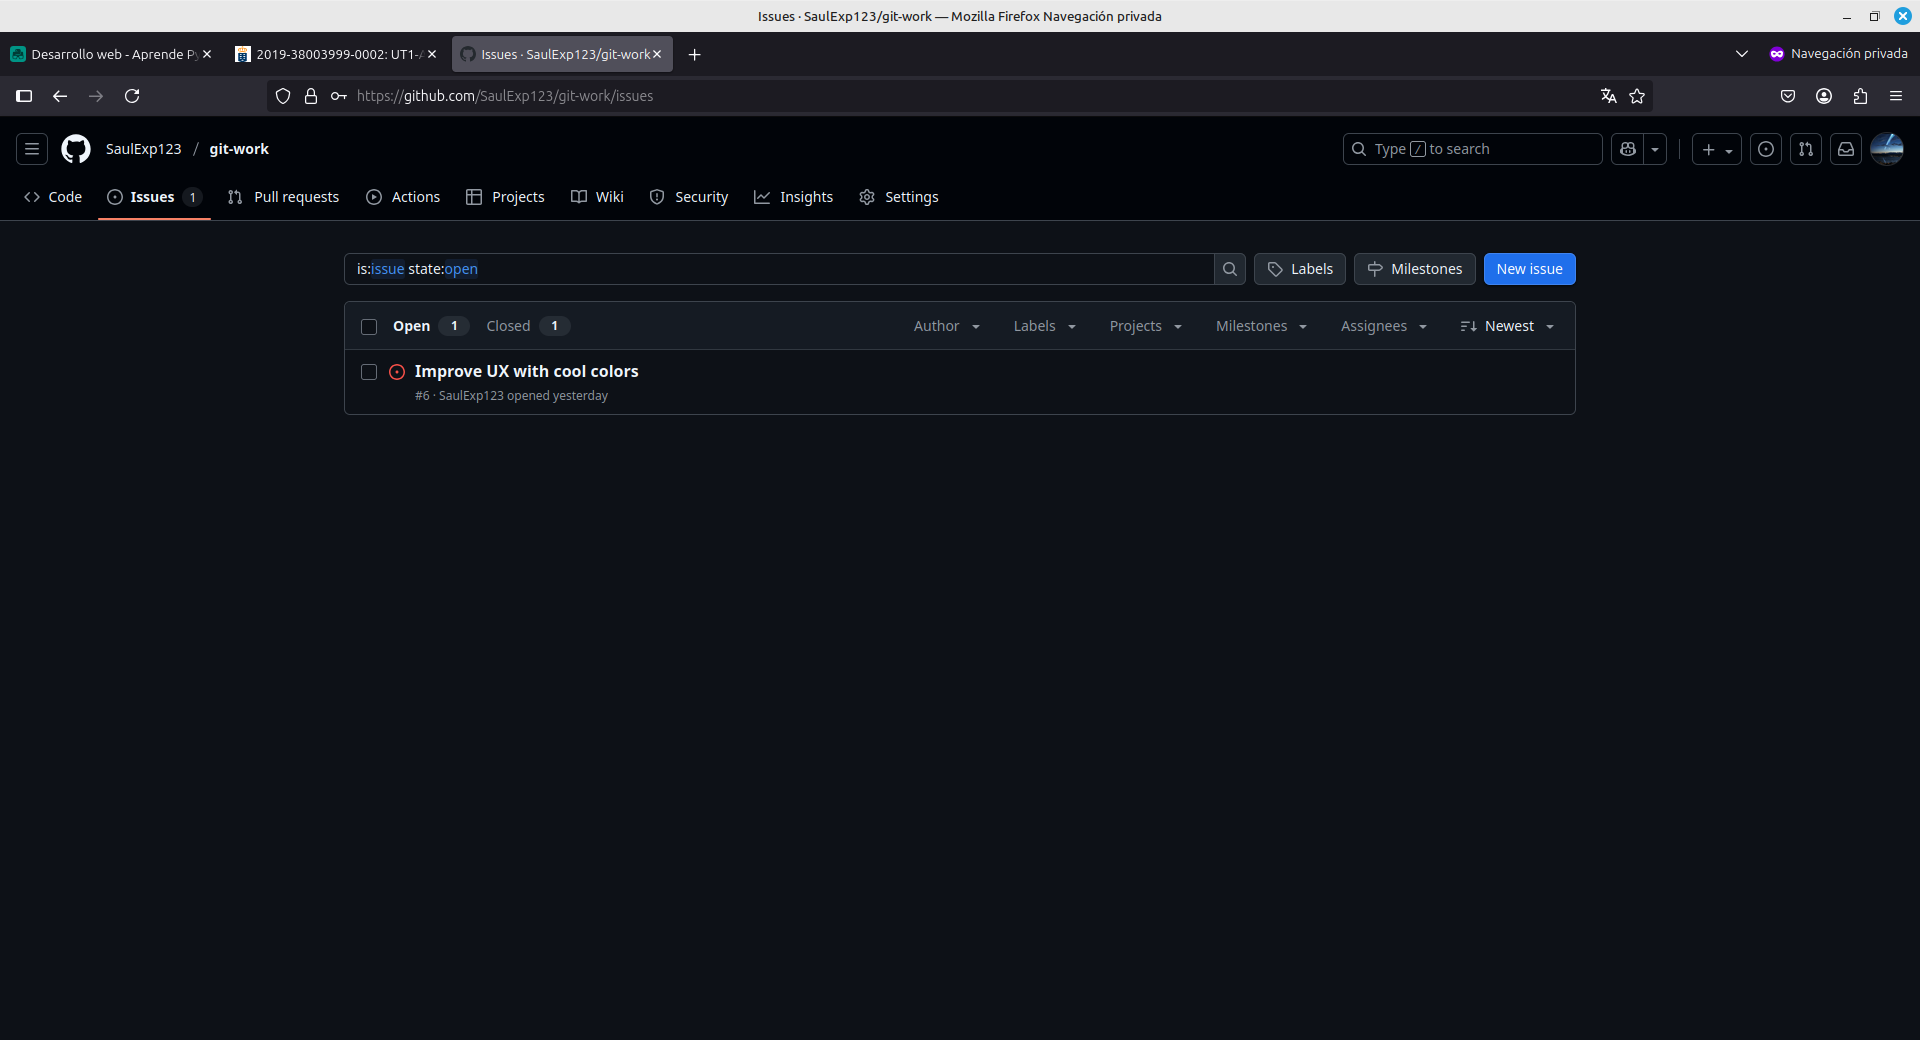 Issues · SaulExp123/git-work — Mozilla Firefox Navegación privada
Desarrollo web - Aprende Py
2019-38003999-0002: UT1-A
Issues · SaulExp123/git-work
Navegación privada
https://github.com/SaulExp123/git-work/issues
SaulExp123 / git-work
Type / to search
Code Issues 1 Pull requests Actions Projects Wiki Security Insights Settings
is:issue state:open
Labels Milestones New issue
Open 1 Closed 1 Author Labels Projects Milestones Assignees Newest
Improve UX with cool colors
#6 · SaulExp123 opened yesterday